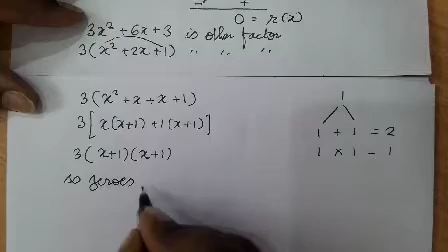 0 = r(x)
3x² + 6x + 3 is other factor
3(x² + 2x + 1) " " "
3(x² + x + x + 1)
3[x(x+1) + 1(x+1)]
3(x+1)(x+1)
so zeroes
1
1 + 1 = 2
1 × 1 = 1